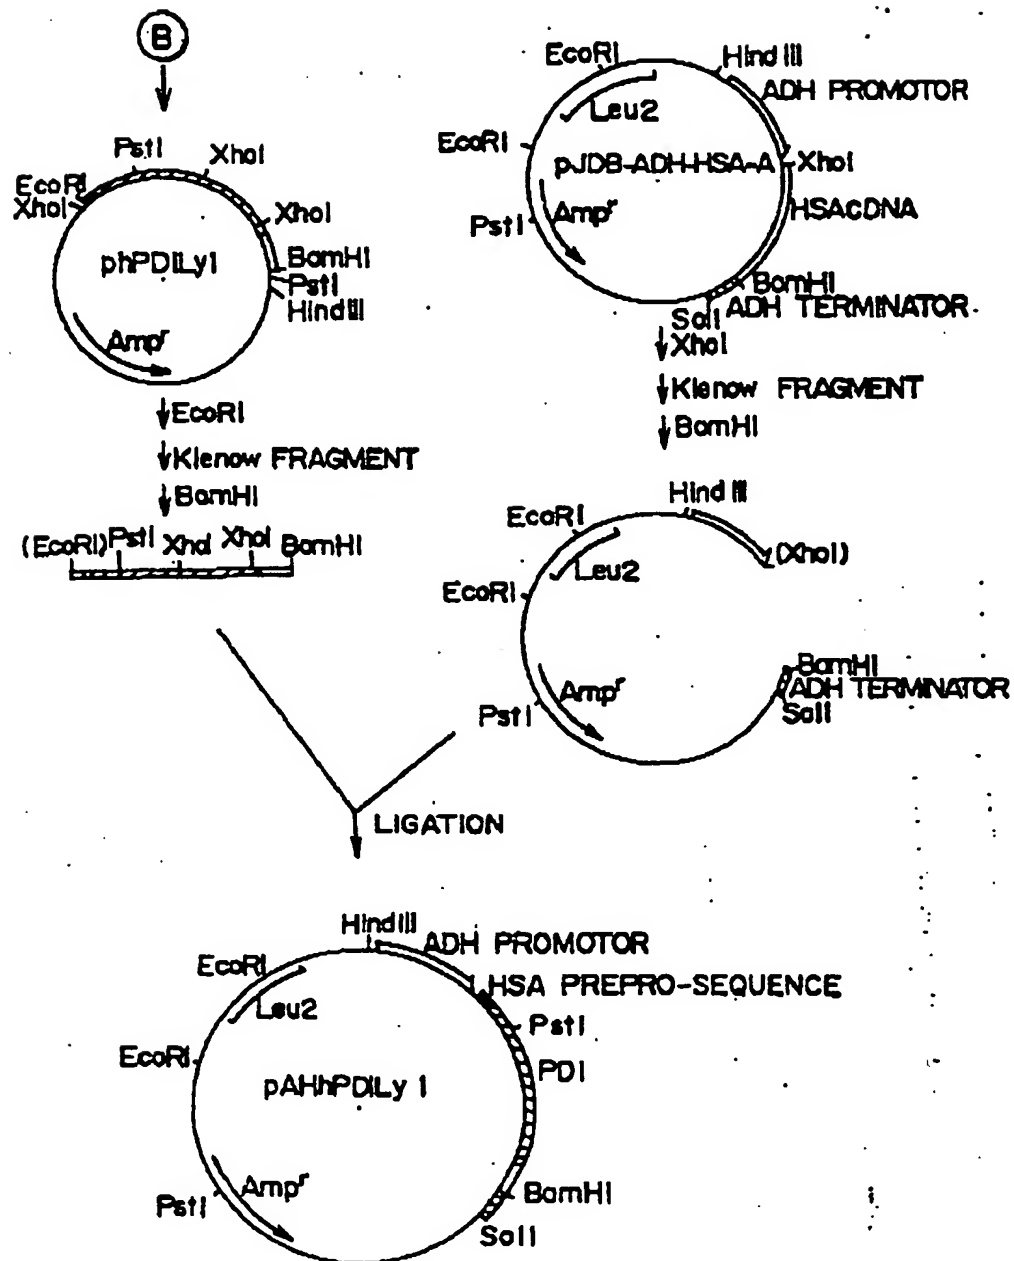 B
PstI
XhoI
EcoRI
XhoI
XhoI
phPDILy1
BamHI
PstI
HindIII
Ampr
EcoRI
Klenow FRAGMENT
BamHI
(EcoRI) PstI XhoI XhoI BamHI
EcoRI
HindIII
ADH PROMOTOR
Leu2
EcoRI
pJDB-ADH-HSA-A
XhoI
Ampr
HSAcDNA
PstI
BamHI
SalI
ADH TERMINATOR
XhoI
Klenow FRAGMENT
BamHI
HindIII
EcoRI
(XhoI)
Leu2
EcoRI
BamHI
Ampr
ADH TERMINATOR
PstI
SalI
LIGATION
HindIII
ADH PROMOTOR
EcoRI
HSA PREPRO-SEQUENCE
Leu2
PstI
EcoRI
PDI
pAHhPDILy 1
Ampr
PstI
BamHI
SalI